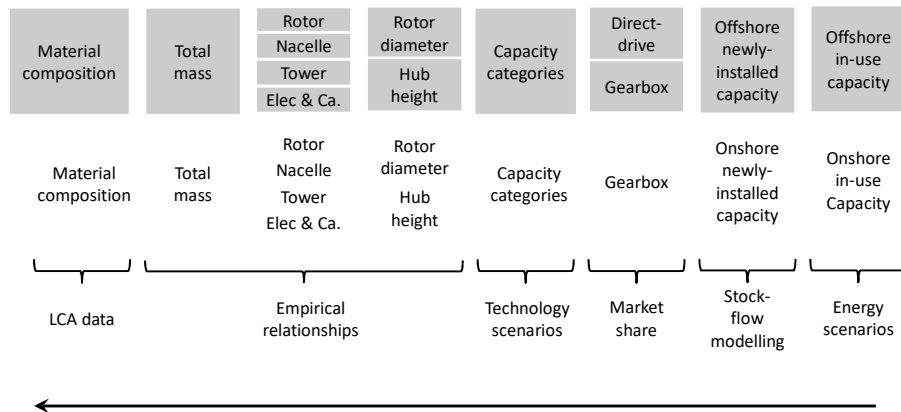 Material
composition
Total
mass
Rotor
Nacelle
Tower
Elec & Ca.
Rotor
diameter
Hub
height
Capacity
categories
Direct-
drive
Gearbox
Offshore
newly-
installed
capacity
Offshore
in-use
capacity
Material
composition
Total
mass
Rotor
Nacelle
Tower
Elec & Ca.
Rotor
diameter
Hub
height
Capacity
categories
Gearbox
Onshore
newly-
installed
capacity
Onshore
in-use
Capacity
LCA data
Empirical
relationships
Technology
scenarios
Market
share
Stock-
flow
modelling
Energy
scenarios